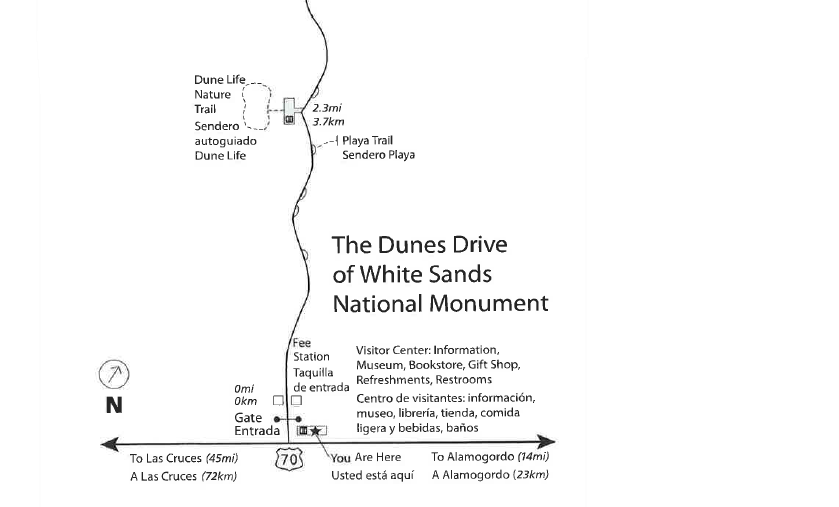 Dune Life
Nature
Trail
Sendero
autoguiado
Dune Life
2.3mi
3.7km
Playa Trail
Sendero Playa
The Dunes Drive
of White Sands
National Monument
Fee
Station
Taquilla
de entrada
Visitor Center: Information,
Museum, Bookstore, Gift Shop,
Refreshments, Restrooms
Centro de visitantes: información,
museo, librería, tienda, comida
ligera y bebidas, baños
N
0mi
0km
Gate
Entrada
To Las Cruces (45mi)
A Las Cruces (72km)
70
You Are Here
Usted está aquí
To Alamogordo (14mi)
A Alamogordo (23km)